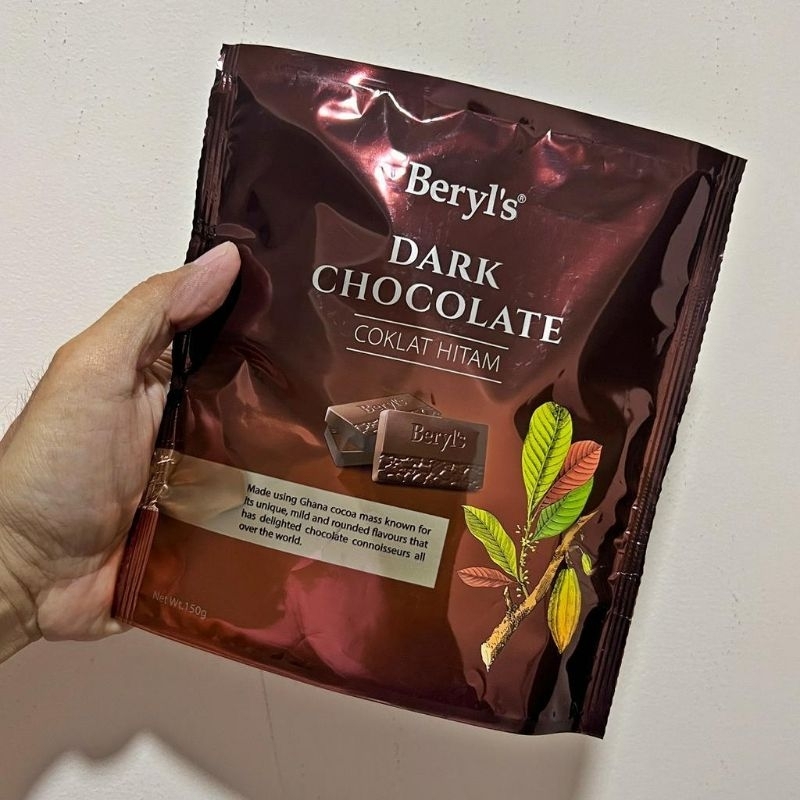 Beryl's®
DARK
CHOCOLATE
COKLAT HITAM
Beryl's
Beryl's
Made using Ghana cocoa mass known for
its unique, mild and rounded flavours that
has delighted chocolate connoisseurs all
over the world.
Net Wt.150g